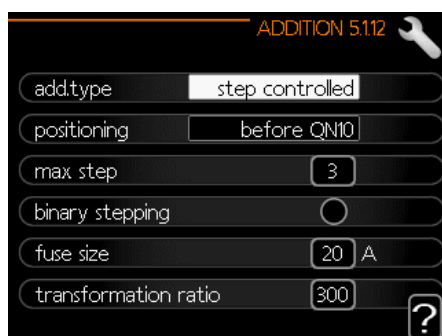 ADDITION 5.1.12
add.type step controlled
positioning before QN10
max step 3
binary stepping
fuse size 20 A
transformation ratio 300
?